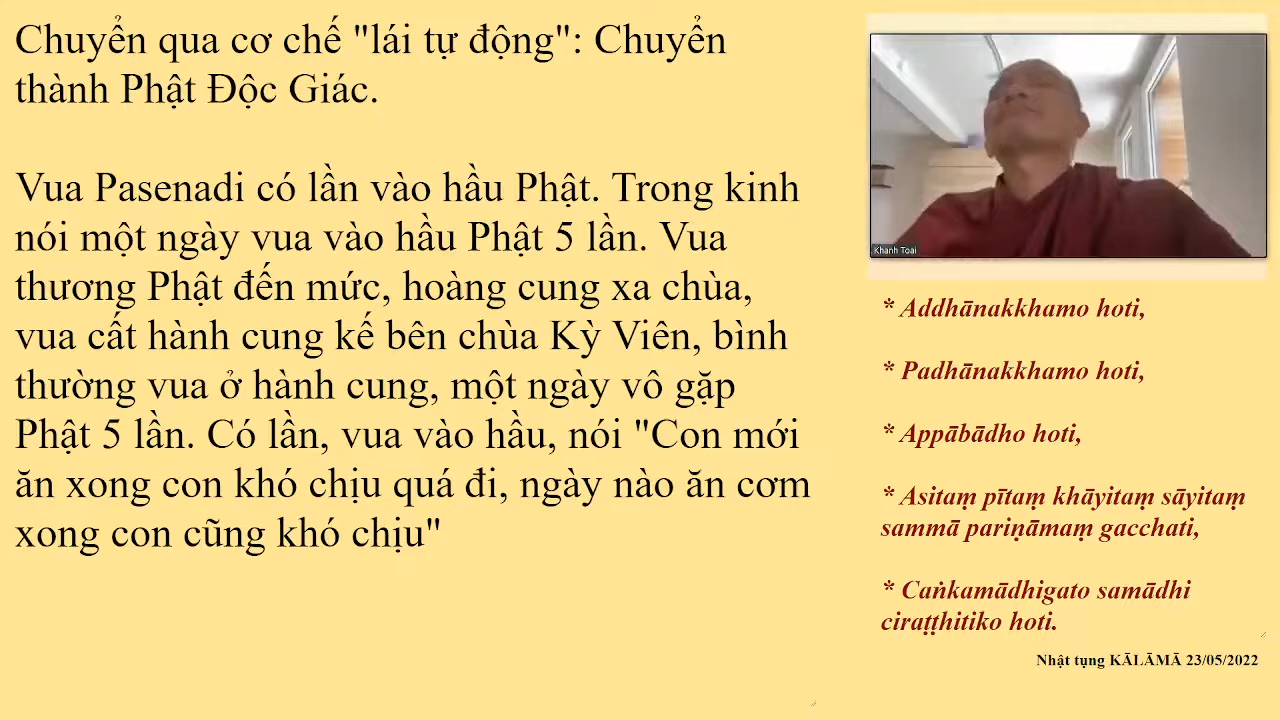 Chuyển qua cơ chế "lái tự động": Chuyển
thành Phật Độc Giác.
Vua Pasenadi có lần vào hầu Phật. Trong kinh
nói một ngày vua vào hầu Phật 5 lần. Vua
thương Phật đến mức, hoàng cung xa chùa,
vua cất hành cung kế bên chùa Kỳ Viên, bình
thường vua ở hành cung, một ngày vô gặp
Phật 5 lần. Có lần, vua vào hầu, nói "Con mới
ăn xong con khó chịu quá đi, ngày nào ăn cơm
xong con cũng khó chịu"
Khanh Toai
* Addhānakkhamo hoti,
* Padhānakkhamo hoti,
* Appābādho hoti,
* Asitaṃ pītaṃ khāyitaṃ sāyitaṃ
sammā pariṇāmaṃ gacchati,
* Caṅkamādhigato samādhi
ciraṭṭhitiko hoti.
Nhật tụng KĀLĀMĀ 23/05/2022